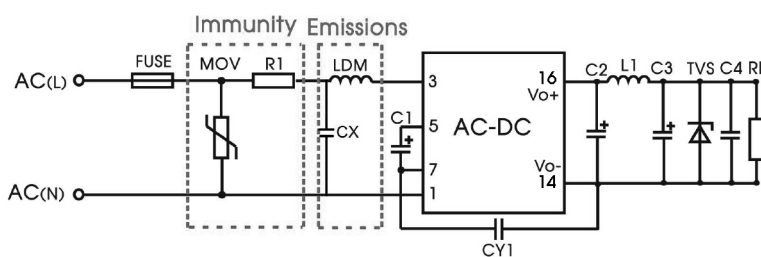 Immunity
Emissions
FUSE
MOV
R1
LDM
AC(L)
3
5
7
1
C1
CX
AC-DC
16
Vo+
Vo-
14
C2
L1
C3
TVS
C4
AC(N)
CY1